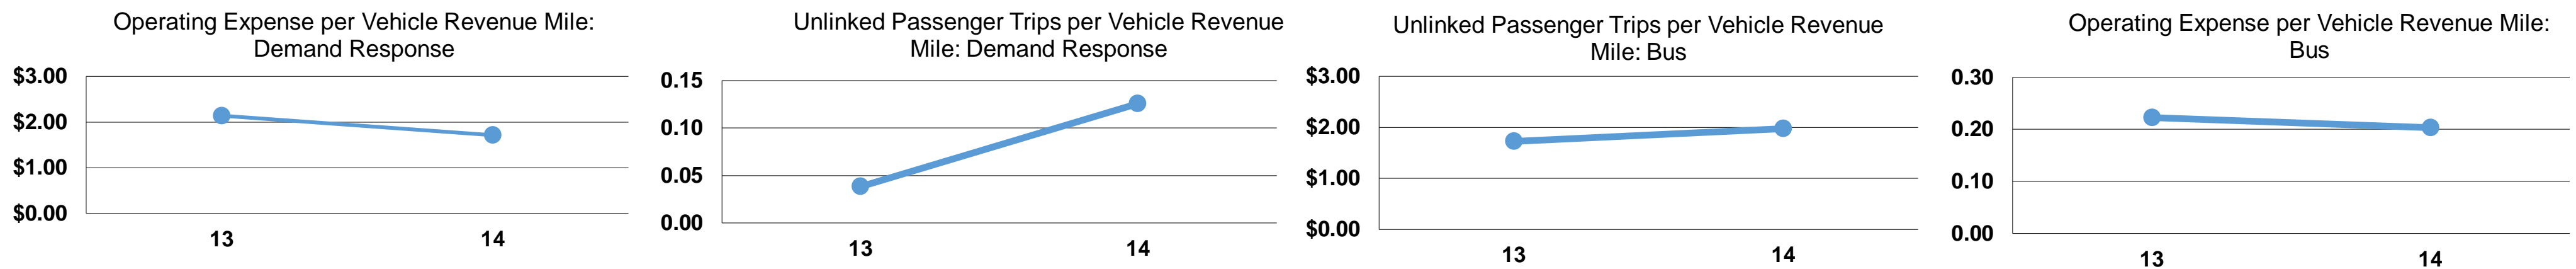 Operating Expense per Vehicle Revenue Mile:
Demand Response
$3.00
$2.00
$1.00
$0.00
13 14
Unlinked Passenger Trips per Vehicle Revenue
Mile: Demand Response
0.15
0.10
0.05
0.00
13 14
Unlinked Passenger Trips per Vehicle Revenue
Mile: Bus
$3.00
$2.00
$1.00
$0.00
13 14
Operating Expense per Vehicle Revenue Mile:
Bus
0.30
0.20
0.10
0.00
13 14